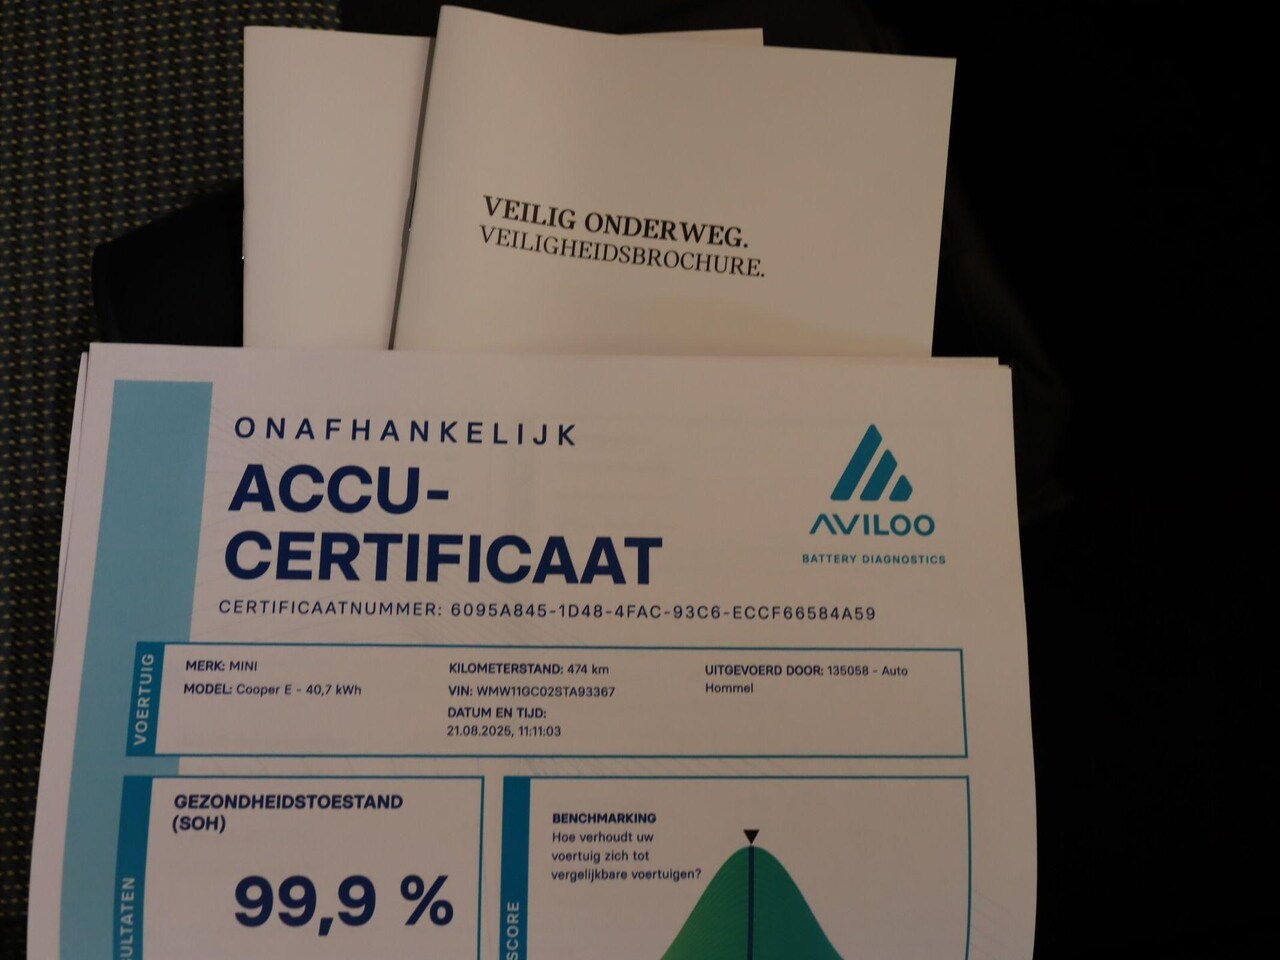 VEILIG ONDERWEG.
VEILIGHEIDSBROCHURE.
ONAFHANKELIJK
ACCU-
CERTIFICAAT
AVILOO
BATTERY DIAGNOSTICS
CERTIFICAATNUMMER: 6095A845-1D48-4FAC-93C6-ECCF66584A59
VOERTUIG
MERK: MINI
MODEL: Cooper E - 40,7 kWh
KILOMETERSTAND: 474 km
VIN: WMW11GC02STA93367
DATUM EN TIJD:
21.08.2025, 11:11:03
UITGEVOERD DOOR: 135058 - Auto
Hommel
GEZONDHEIDSTOESTAND
(SOH)
99,9 %
SCORE
BENCHMARKING
Hoe verhoudt uw
voertuig zich tot
vergelijkbare voertuigen?